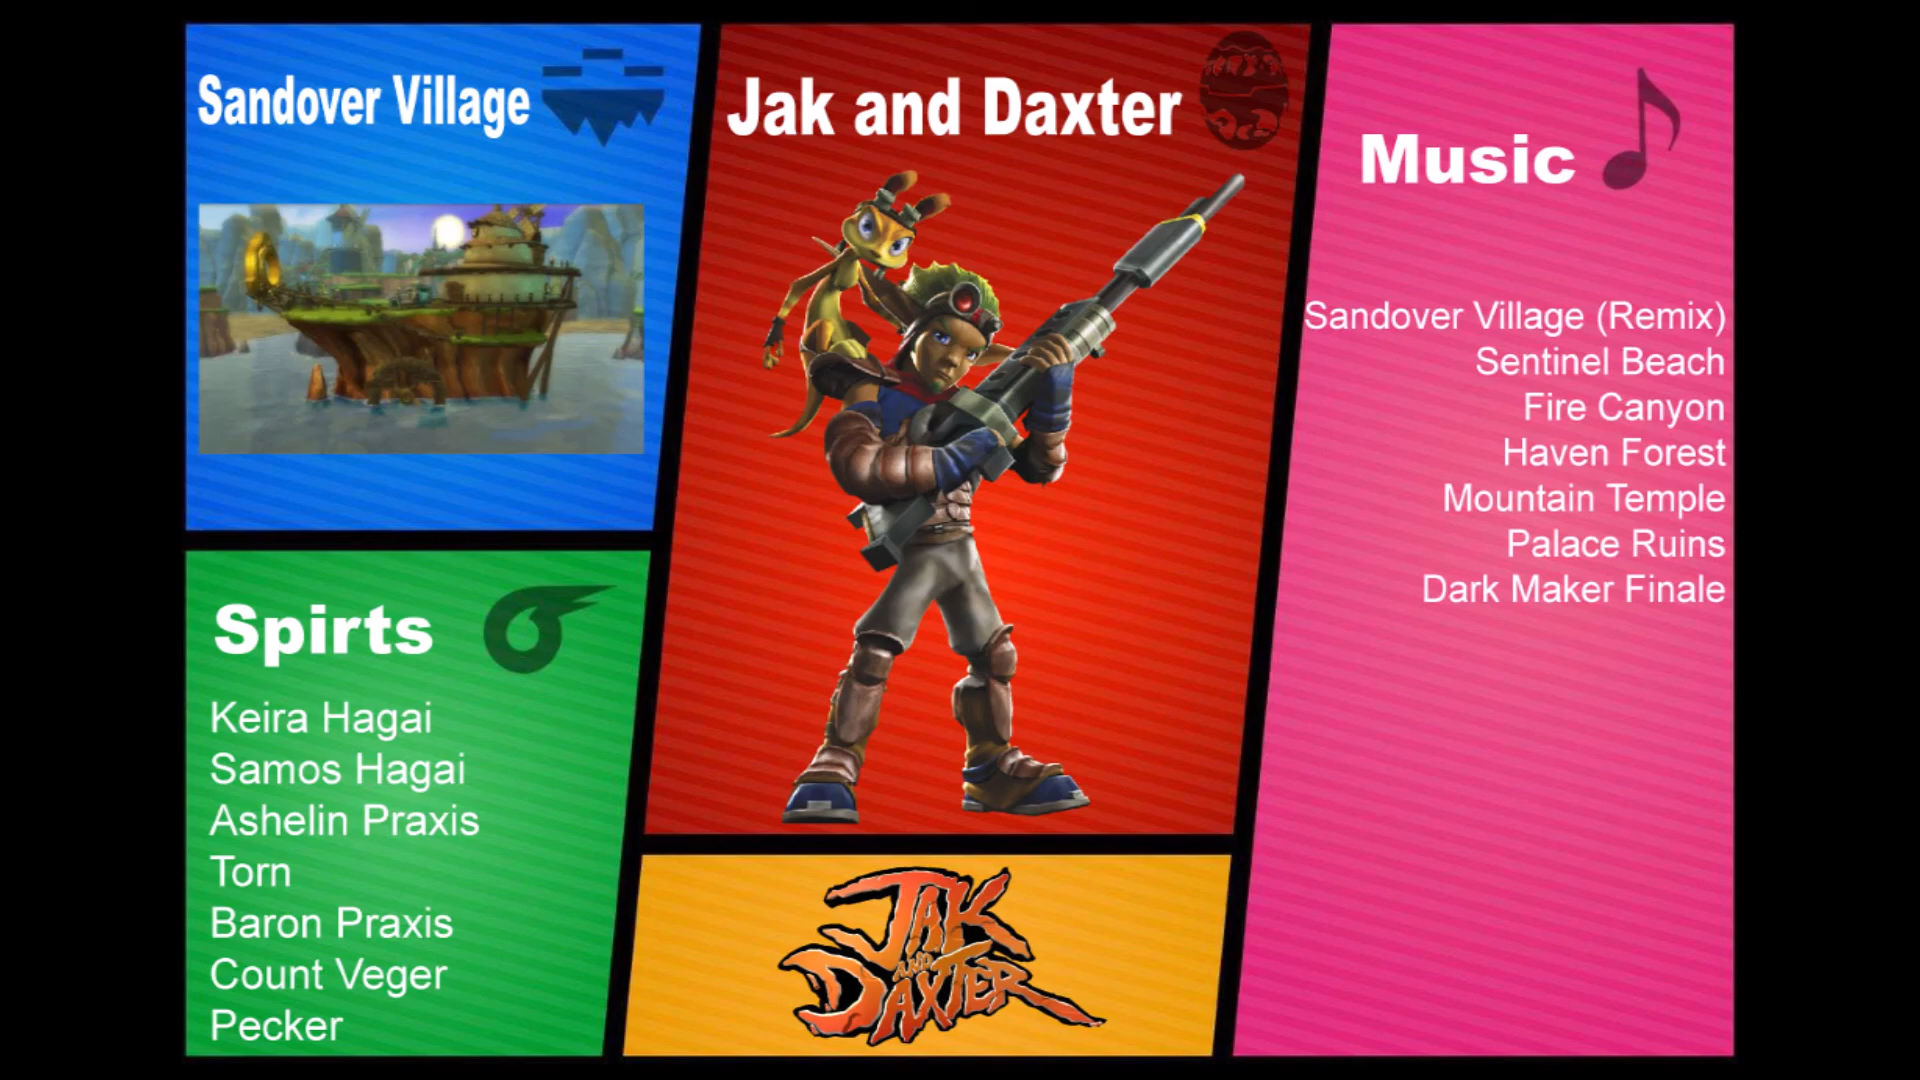 Sandover Village
Jak and Daxter
Music
Sandover Village (Remix)
Sentinel Beach
Fire Canyon
Haven Forest
Mountain Temple
Palace Ruins
Dark Maker Finale
Spirts
Keira Hagai
Samos Hagai
Ashelin Praxis
Torn
Baron Praxis
Count Veger
Pecker
JAK
AND
DAXTER